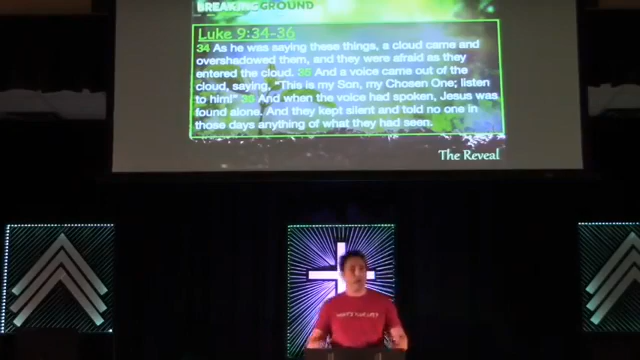 BREAKINGGROUND
Luke 9:34-36
34 As he was saying these things, a cloud came and
overshadowed them, and they were afraid as they
entered the cloud. 35 And a voice came out of the
cloud, saying, “This is my Son, my Chosen One; listen
to him!” 36 And when the voice had spoken, Jesus was
found alone. And they kept silent and told no one in
those days anything of what they had seen.
The Reveal